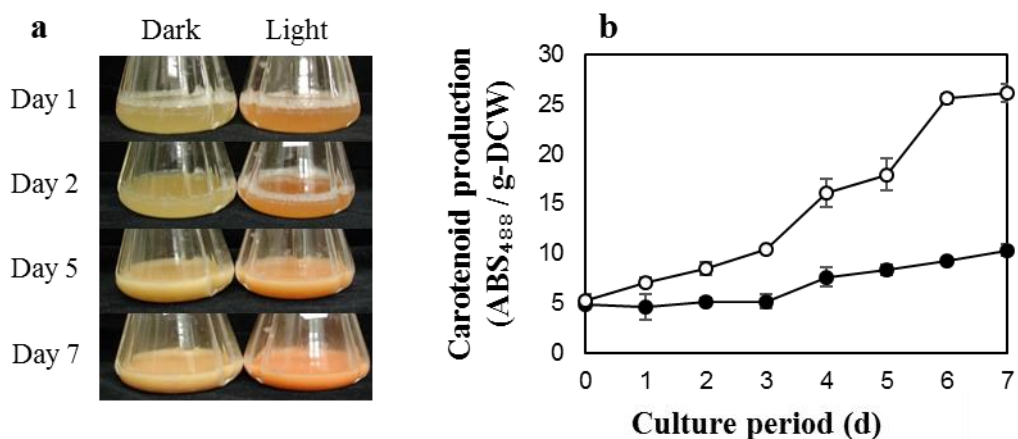 a
Dark Light
Day 1
Day 2
Day 5
Day 7
b
Carotenoid production
(ABS₄₈₈ / g-DCW)
30
25
20
15
10
5
0
0 1 2 3 4 5 6 7
Culture period (d)